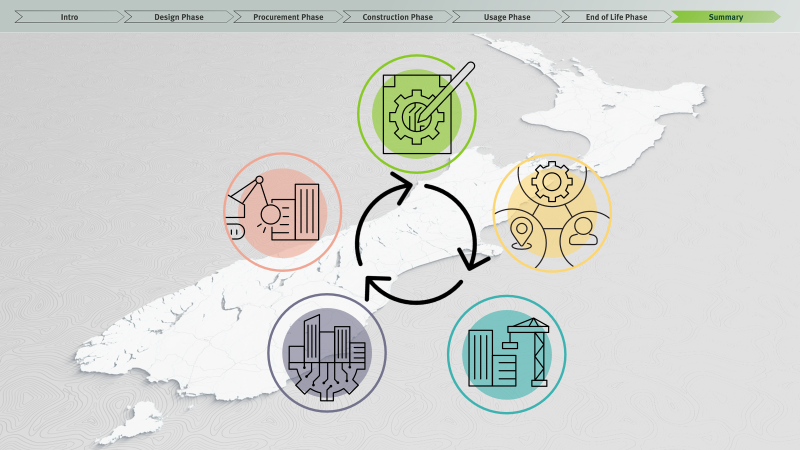 Intro
Design Phase
Procurement Phase
Construction Phase
Usage Phase
End of Life Phase
Summary